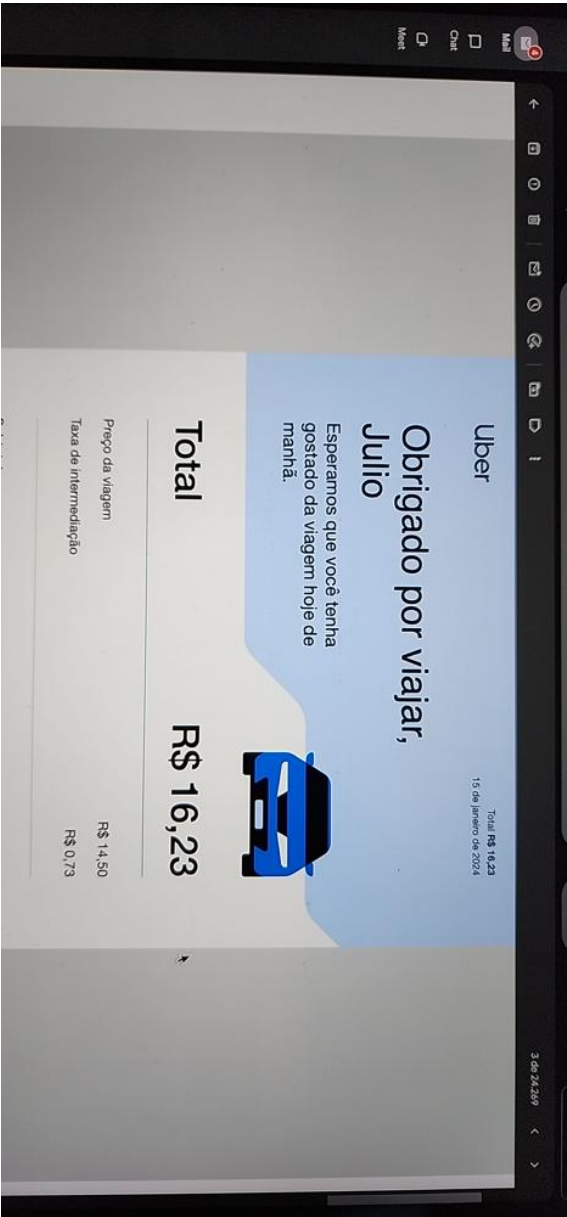 4
Mail
Chat
Meet
3 de 24.269
Uber
Total R$ 16,23
15 de janeiro de 2024
Obrigado por viajar,
Julio
Esperamos que você tenha
gostado da viagem hoje de
manhã.
Total R$ 16,23
Preço da viagem R$ 14,50
Taxa de intermediação R$ 0,73